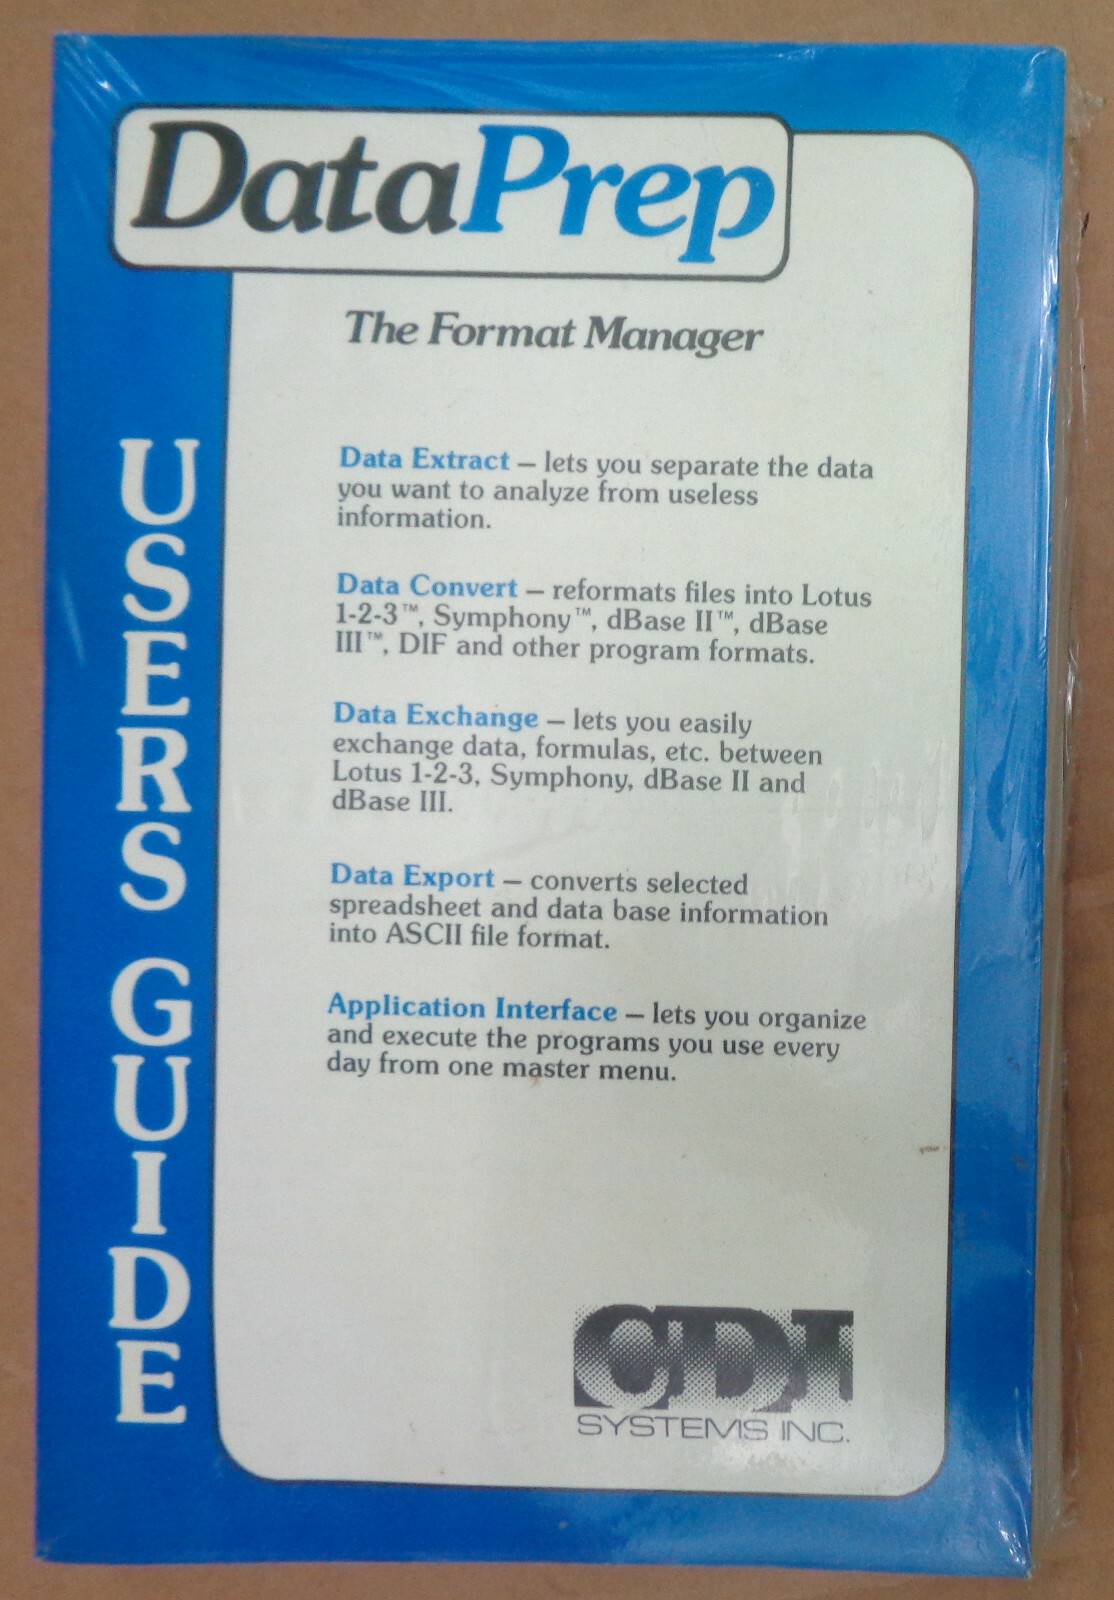 DataPrep
The Format Manager
USERS GUIDE
Data Extract – lets you separate the data
you want to analyze from useless
information.
Data Convert – reformats files into Lotus
1-2-3™, Symphony™, dBase II™, dBase
III™, DIF and other program formats.
Data Exchange – lets you easily
exchange data, formulas, etc. between
Lotus 1-2-3, Symphony, dBase II and
dBase III.
Data Export – converts selected
spreadsheet and data base information
into ASCII file format.
Application Interface – lets you organize
and execute the programs you use every
day from one master menu.
CDI
SYSTEMS INC.